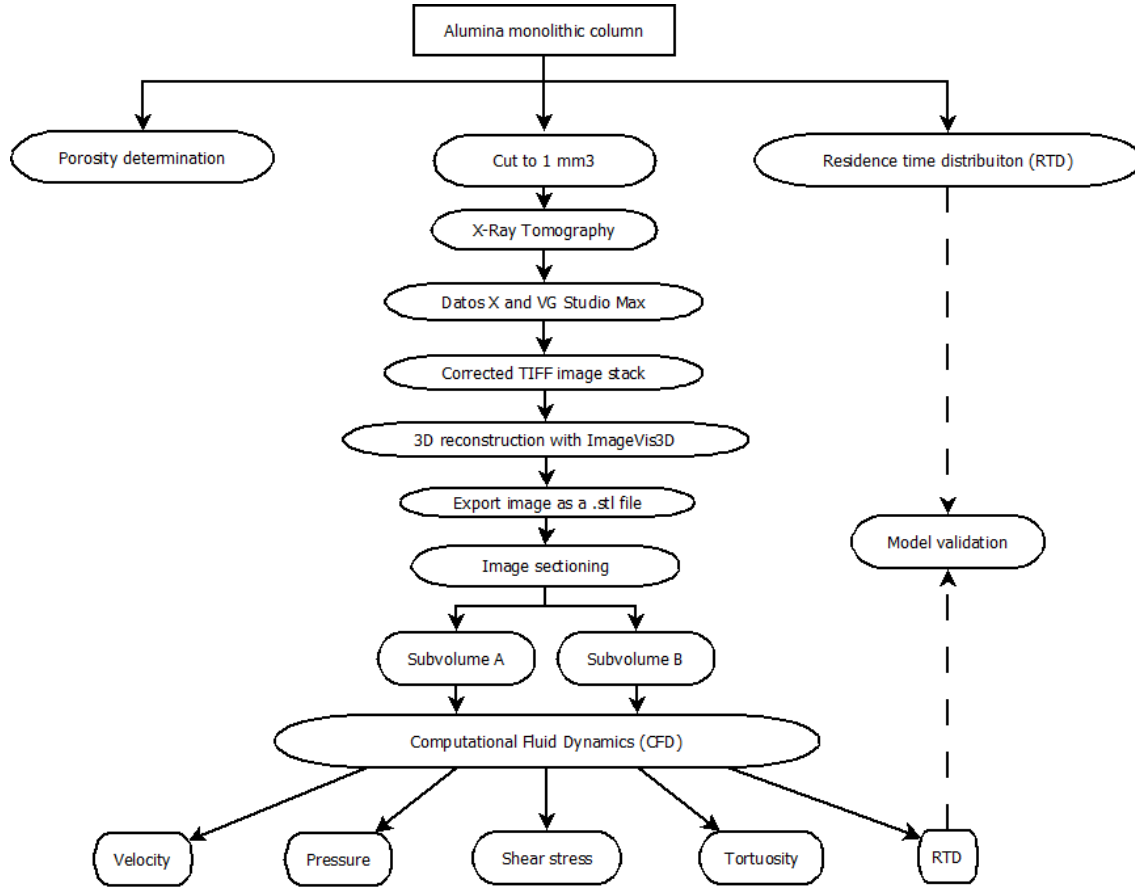 Alumina monolithic column
Porosity determination
Cut to 1 mm3
Residence time distribuiton (RTD)
X-Ray Tomography
Datos X and VG Studio Max
Corrected TIFF image stack
3D reconstruction with ImageVis3D
Export image as a .stl file
Model validation
Image sectioning
Subvolume A
Subvolume B
Computational Fluid Dynamics (CFD)
Velocity
Pressure
Shear stress
Tortuosity
RTD